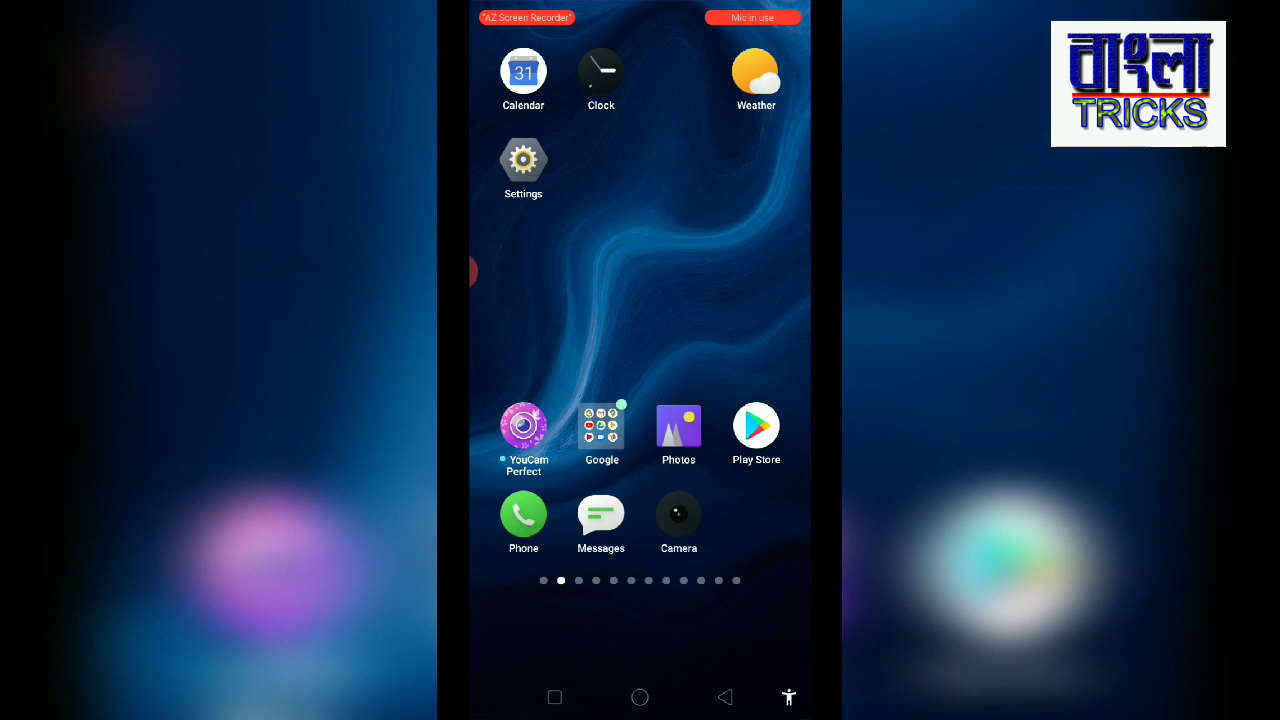 "AZ Screen Recorder"
Mic in use
বাংলা
TRICKS
31
Calendar
Clock
Weather
Settings
YouCam
Perfect
Google
Photos
Play Store
Phone
Messages
Camera